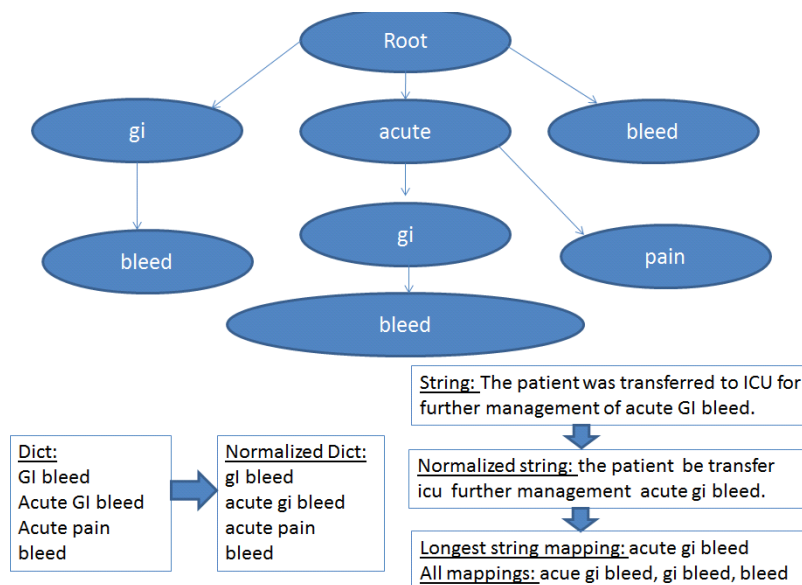 Root
gi
acute
bleed
gi
bleed
pain
bleed
String: The patient was transferred to ICU for
further management of acute GI bleed.
Dict:
GI bleed
Acute GI bleed
Acute pain
bleed
Normalized Dict:
gI bleed
acute gi bleed
acute pain
bleed
Normalized string: the patient be transfer
icu further management acute gi bleed.
Longest string mapping: acute gi bleed
All mappings: acue gi bleed, gi bleed, bleed